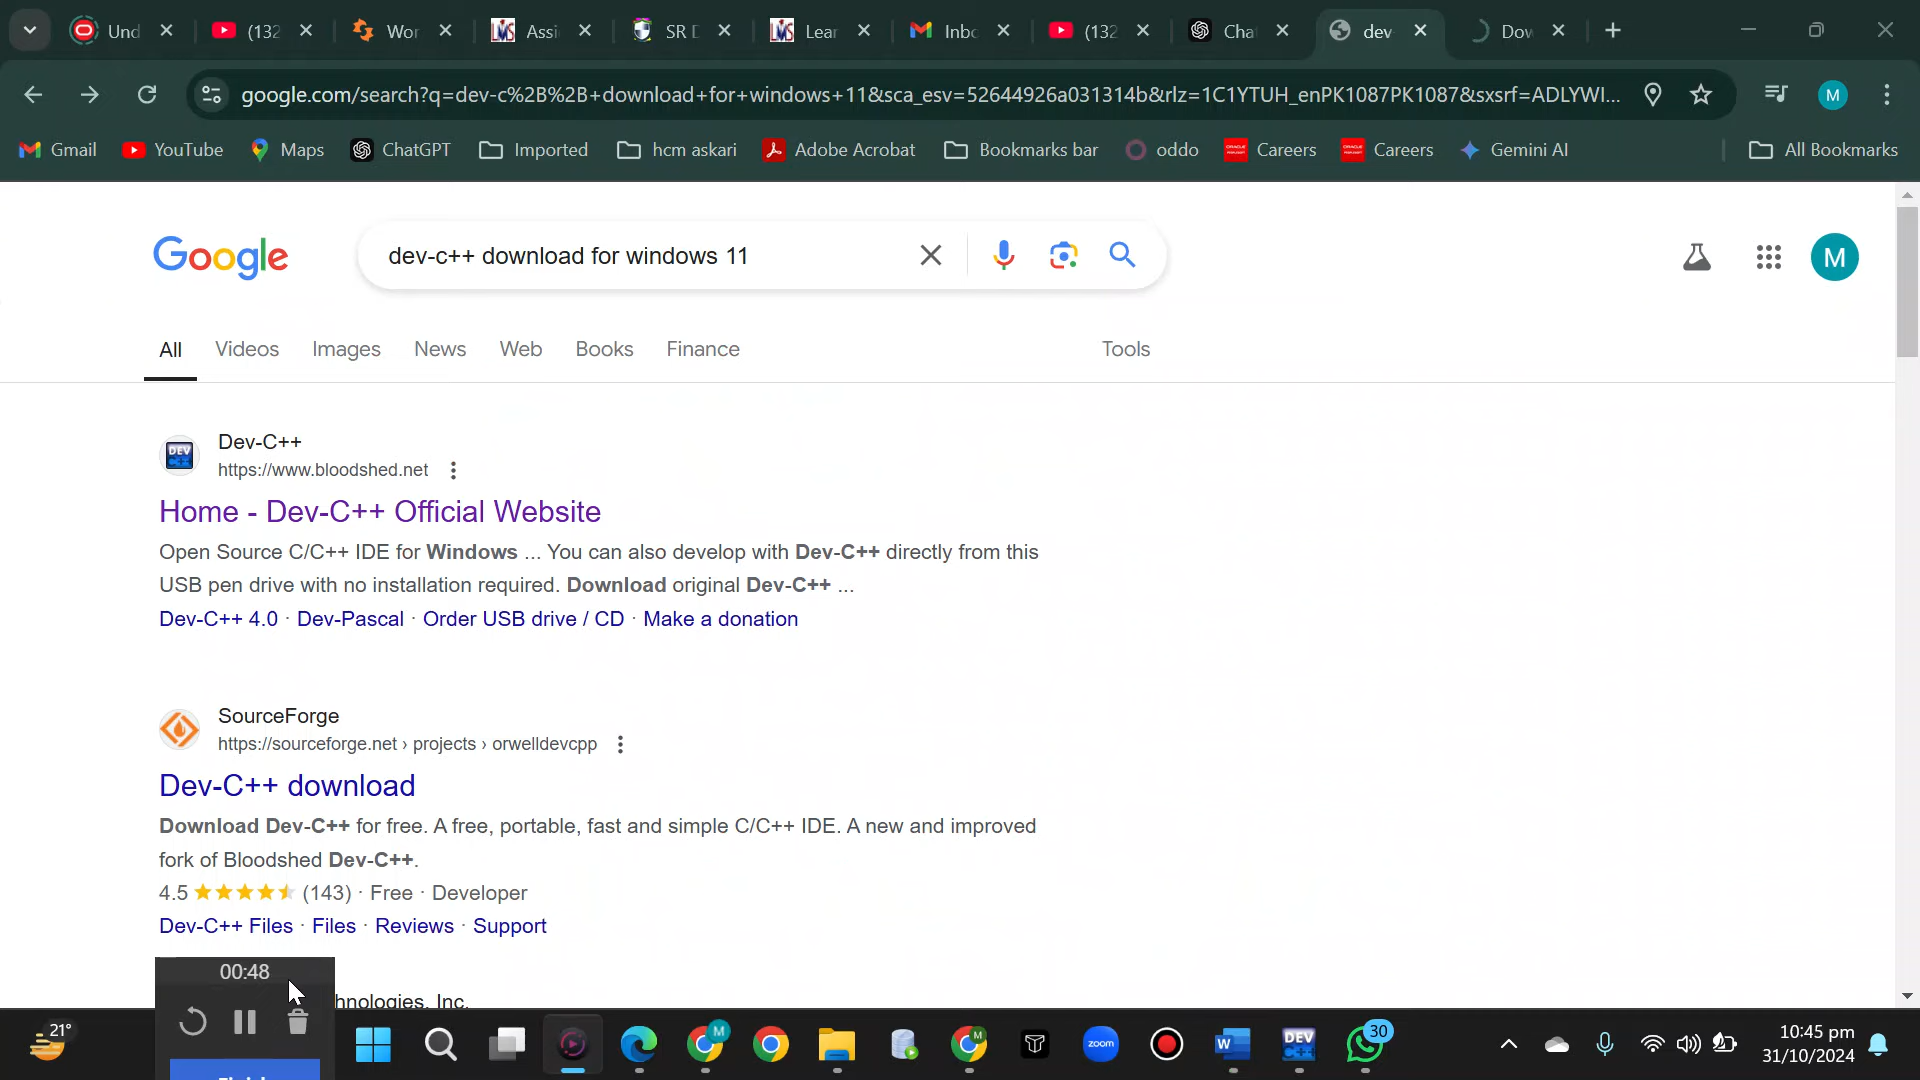 Und
(132
Wor
Assi
SR D
Lear
Inbo
(132
Cha
dev-
Dow
google.com/search?q=dev-c%2B%2B+download+for+windows+11&sca_esv=52644926a031314b&rlz=1C1YTUH_enPK1087PK1087&sxsrf=ADLYWI...
M
Gmail
YouTube
Maps
ChatGPT
Imported
hcm askari
Adobe Acrobat
Bookmarks bar
oddo
Careers
Careers
Gemini AI
All Bookmarks
Google
dev-c++ download for windows 11
M
All
Videos
Images
News
Web
Books
Finance
Tools
Dev-C++
https://www.bloodshed.net
Home - Dev-C++ Official Website
Open Source C/C++ IDE for Windows ... You can also develop with Dev-C++ directly from this
USB pen drive with no installation required. Download original Dev-C++ ...
Dev-C++ 4.0 · Dev-Pascal · Order USB drive / CD · Make a donation
SourceForge
https://sourceforge.net › projects › orwelldevcpp
Dev-C++ download
Download Dev-C++ for free. A free, portable, fast and simple C/C++ IDE. A new and improved
fork of Bloodshed Dev-C++.
4.5 ★★★★★ (143) · Free · Developer
Dev-C++ Files · Files · Reviews · Support
00:48
hnologies, Inc.
21°
zoom
DEV C++
30
10:45 pm
31/10/2024